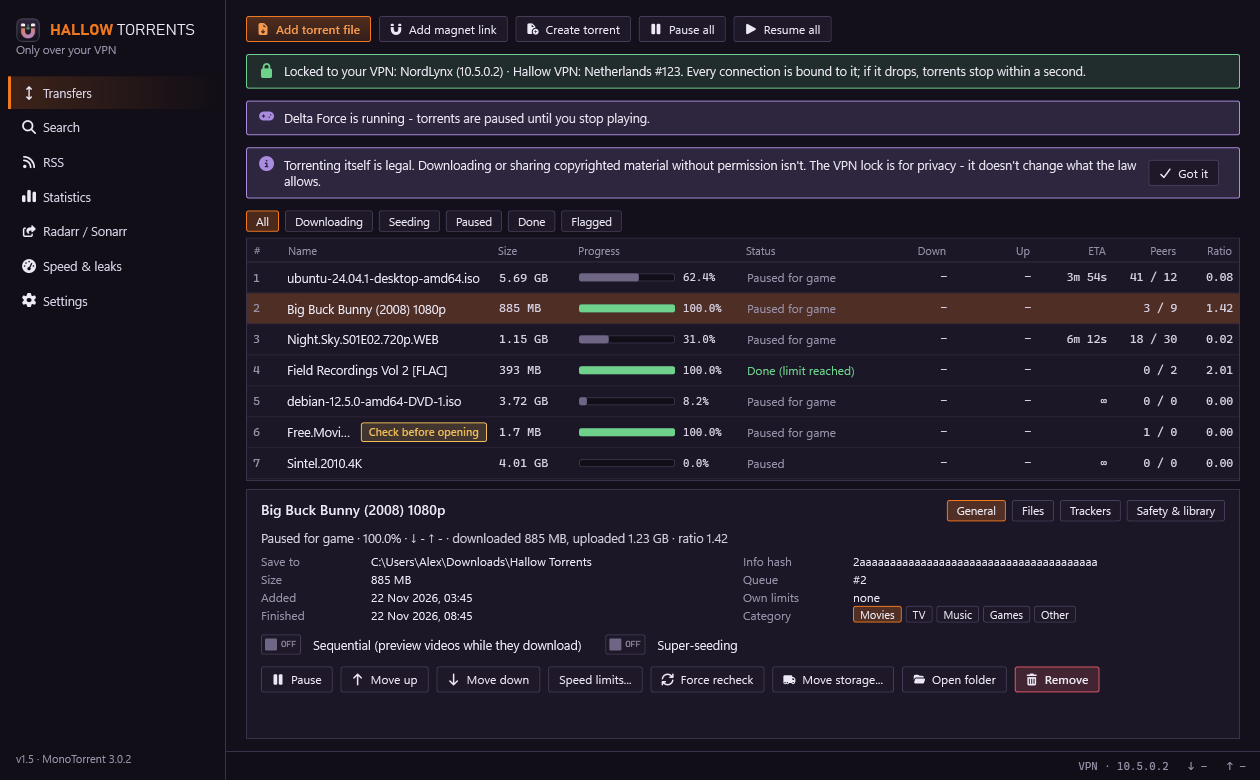 HALLOW TORRENTS
Only over your VPN
Transfers
Search
RSS
Statistics
Radarr / Sonarr
Speed & leaks
Settings
v1.5 · MonoTorrent 3.0.2
Add torrent file Add magnet link Create torrent Pause all Resume all
Locked to your VPN: NordLynx (10.5.0.2) · Hallow VPN: Netherlands #123. Every connection is bound to it; if it drops, torrents stop within a second.
Delta Force is running - torrents are paused until you stop playing.
Torrenting itself is legal. Downloading or sharing copyrighted material without permission isn't. The VPN lock is for privacy - it doesn't change what the law
allows.
Got it
All Downloading Seeding Paused Done Flagged
# Name Size Progress Status Down Up ETA Peers Ratio
1 ubuntu-24.04.1-desktop-amd64.iso 5.69 GB 62.4% Paused for game – – 3m 54s 41 / 12 0.08
2 Big Buck Bunny (2008) 1080p 885 MB 100.0% Paused for game – – 3 / 9 1.42
3 Night.Sky.S01E02.720p.WEB 1.15 GB 31.0% Paused for game – – 6m 12s 18 / 30 0.02
4 Field Recordings Vol 2 [FLAC] 393 MB 100.0% Done (limit reached) – – 0 / 2 2.01
5 debian-12.5.0-amd64-DVD-1.iso 3.72 GB 8.2% Paused for game – – ∞ 0 / 0 0.00
6 Free.Movi... Check before opening 1.7 MB 100.0% Paused for game – – 1 / 0 0.00
7 Sintel.2010.4K 4.01 GB 0.0% Paused – – ∞ 0 / 0 0.00
Big Buck Bunny (2008) 1080p General Files Trackers Safety & library
Paused for game · 100.0% · ↓ - ↑ - · downloaded 885 MB, uploaded 1.23 GB · ratio 1.42
Save to C:\Users\Alex\Downloads\Hallow Torrents Info hash 2aaaaaaaaaaaaaaaaaaaaaaaaaaaaaaaaaaaaaaa
Size 885 MB Queue #2
Added 22 Nov 2026, 03:45 Own limits none
Finished 22 Nov 2026, 08:45 Category Movies TV Music Games Other
OFF Sequential (preview videos while they download) OFF Super-seeding
Pause Move up Move down Speed limits... Force recheck Move storage... Open folder Remove
VPN · 10.5.0.2 ↓ – ↑ –